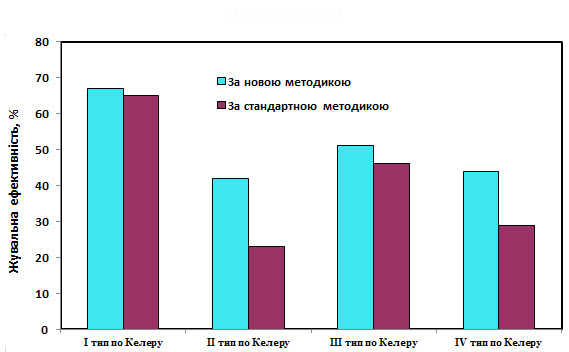 80
70
60
50
40
30
20
10
0
Жувальна ефективність, %
За новою методикою
За стандартною методикою
I тип по Келеру
II тип по Келеру
III тип по Келеру
IV тип по Келеру